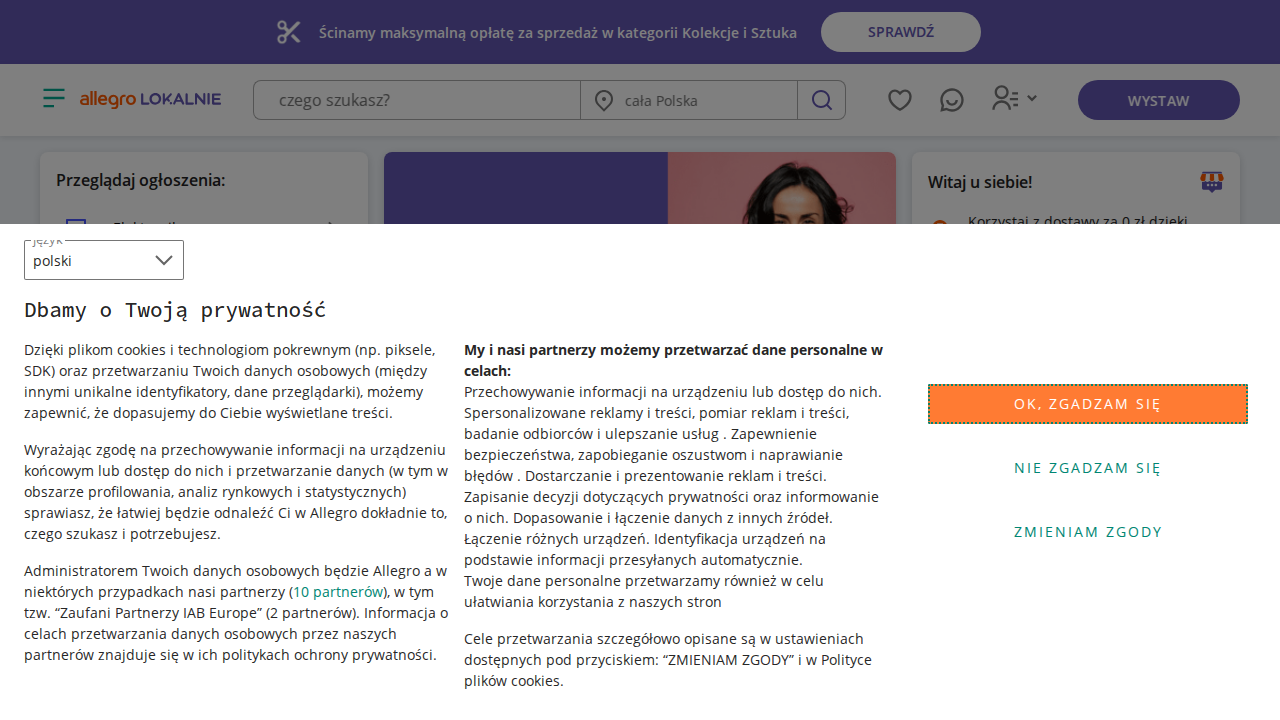 Ścinamy maksymalną opłatę za sprzedaż w kategorii Kolekcje i Sztuka
SPRAWDŹ
allegro LOKALNIE
czego szukasz?
cała Polska
WYSTAW
Przeglądaj ogłoszenia:
Witaj u siebie!
Korzystaj z dostawy za 0 zł dzięki
język
polski
Dbamy o Twoją prywatność
Dzięki plikom cookies i technologiom pokrewnym (np. piksele,
SDK) oraz przetwarzaniu Twoich danych osobowych (między
innymi unikalne identyfikatory, dane przeglądarki), możemy
zapewnić, że dopasujemy do Ciebie wyświetlane treści.
Wyrażając zgodę na przechowywanie informacji na urządzeniu
końcowym lub dostęp do nich i przetwarzanie danych (w tym w
obszarze profilowania, analiz rynkowych i statystycznych)
sprawiasz, że łatwiej będzie odnaleźć Ci w Allegro dokładnie to,
czego szukasz i potrzebujesz.
Administratorem Twoich danych osobowych będzie Allegro a w
niektórych przypadkach nasi partnerzy (10 partnerów), w tym
tzw. “Zaufani Partnerzy IAB Europe” (2 partnerów). Informacja o
celach przetwarzania danych osobowych przez naszych
partnerów znajduje się w ich politykach ochrony prywatności.
My i nasi partnerzy możemy przetwarzać dane personalne w
celach:
Przechowywanie informacji na urządzeniu lub dostęp do nich.
Spersonalizowane reklamy i treści, pomiar reklam i treści,
badanie odbiorców i ulepszanie usług . Zapewnienie
bezpieczeństwa, zapobieganie oszustwom i naprawianie
błędów . Dostarczanie i prezentowanie reklam i treści.
Zapisanie decyzji dotyczących prywatności oraz informowanie
o nich. Dopasowanie i łączenie danych z innych źródeł.
Łączenie różnych urządzeń. Identyfikacja urządzeń na
podstawie informacji przesyłanych automatycznie.
Twoje dane personalne przetwarzamy również w celu
ułatwiania korzystania z naszych stron
Cele przetwarzania szczegółowo opisane są w ustawieniach
dostępnych pod przyciskiem: “ZMIENIAM ZGODY” i w Polityce
plików cookies.
OK, ZGADZAM SIĘ
NIE ZGADZAM SIĘ
ZMIENIAM ZGODY